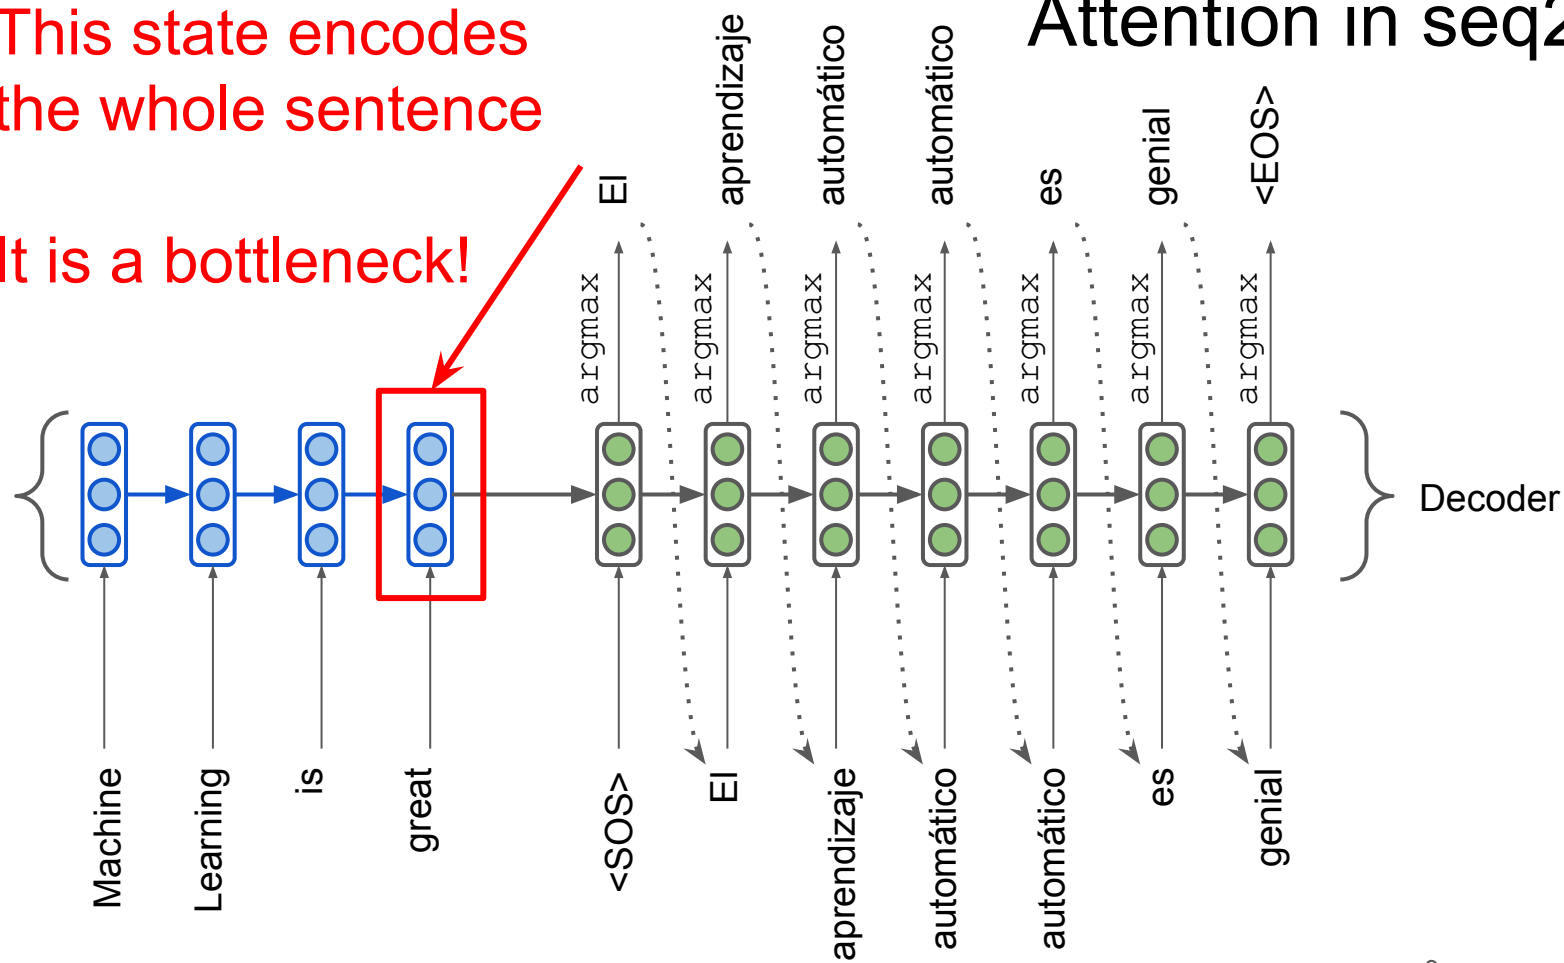 This state encodes
the whole sentence
It is a bottleneck!
Attention in seq2
El
aprendizaje
automático
automático
es
genial
<EOS>
argmax
argmax
argmax
argmax
argmax
argmax
argmax
Decoder
Machine
Learning
is
great
<SOS>
El
aprendizaje
automático
automático
es
genial